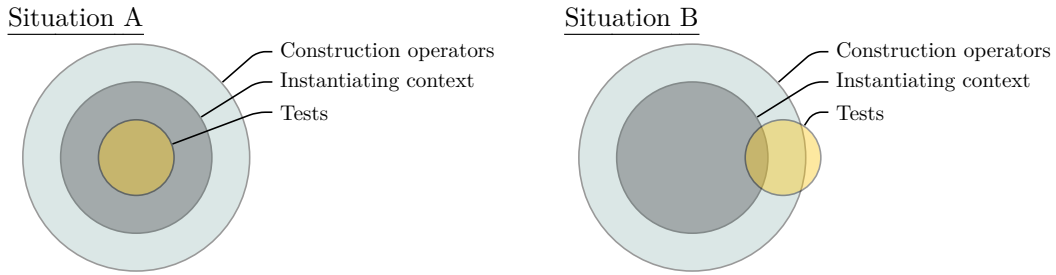 Situation A
Construction operators
Instantiating context
Tests
Situation B
Construction operators
Instantiating context
Tests